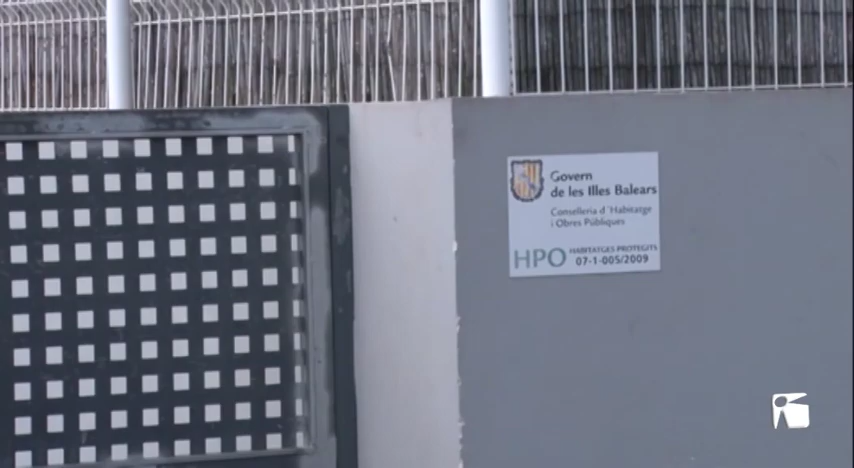 Govern
de les Illes Balears
Conselleria d'Habitatge
i Obres Públiques
HPO HABITATGES PROTEGITS
07-1-005/2009